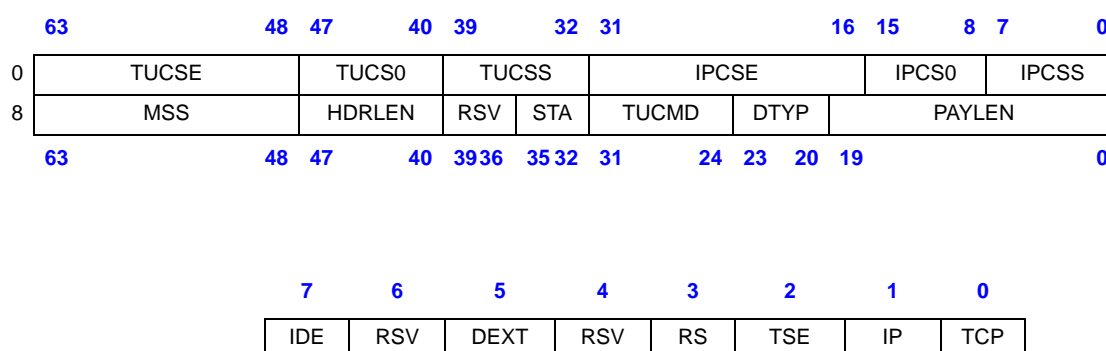 63 48 47 40 39 32 31 16 15 8 7 0
0 TUCSE TUCS0 TUCSS IPCSE IPCS0 IPCSS
8 MSS HDRLEN RSV STA TUCMD DTYP PAYLEN
63 48 47 40 39 36 35 32 31 24 23 20 19 0
7 6 5 4 3 2 1 0
IDE RSV DEXT RSV RS TSE IP TCP